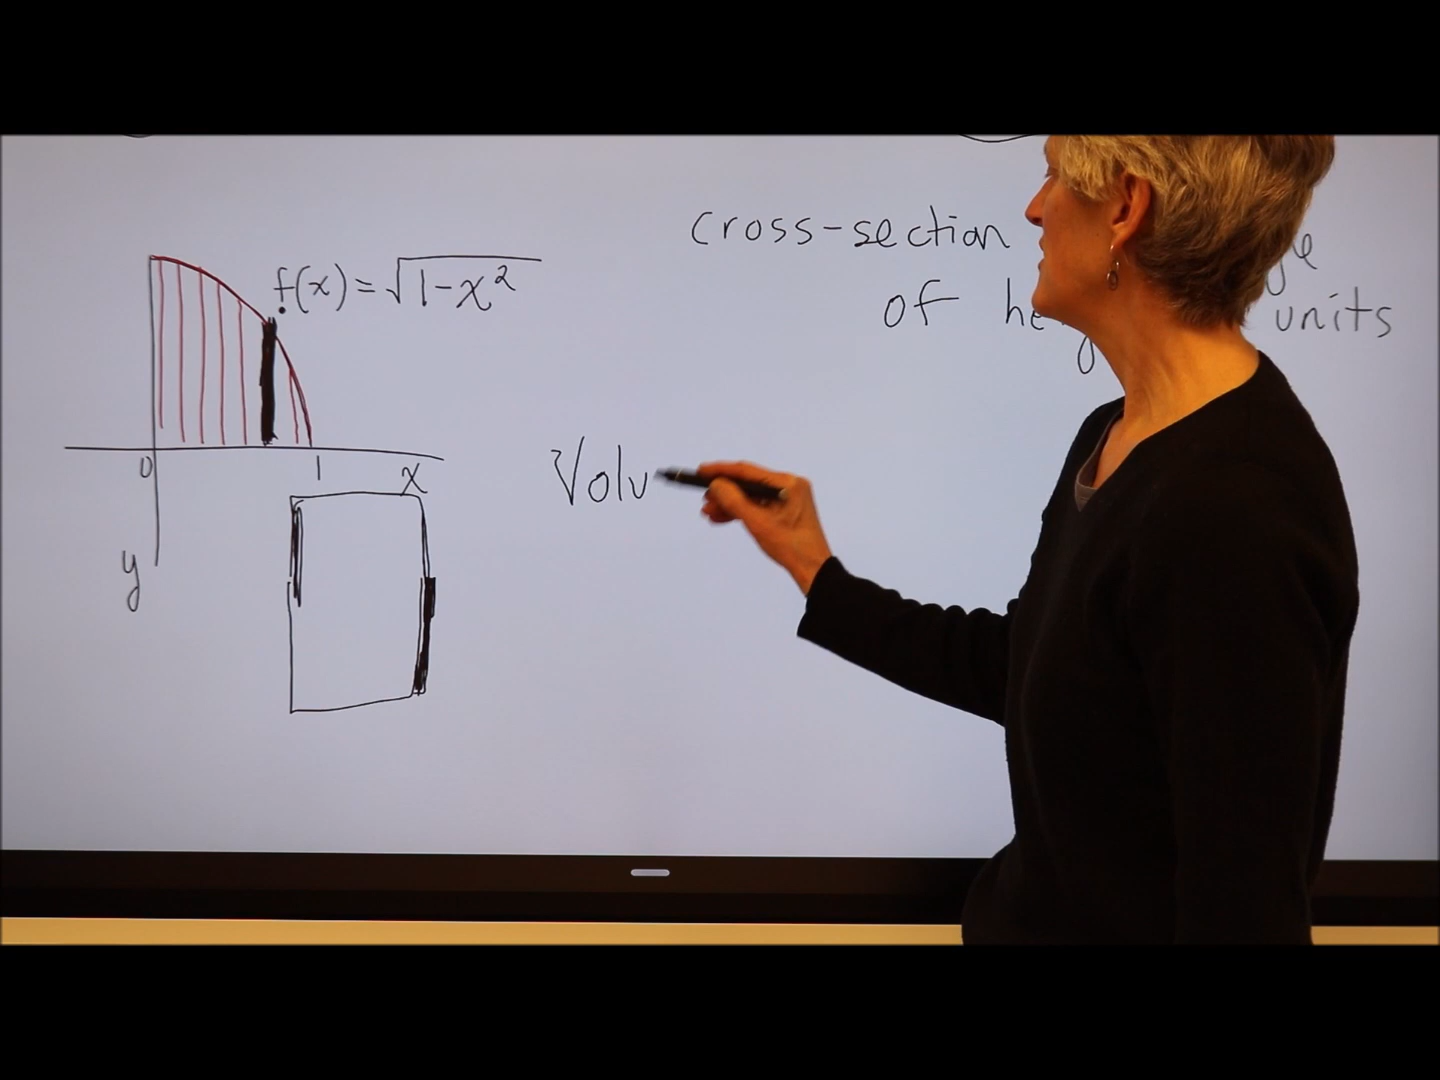 cross-section
of units
f(x) = √(1-x²)
0 1 x
Volu
y